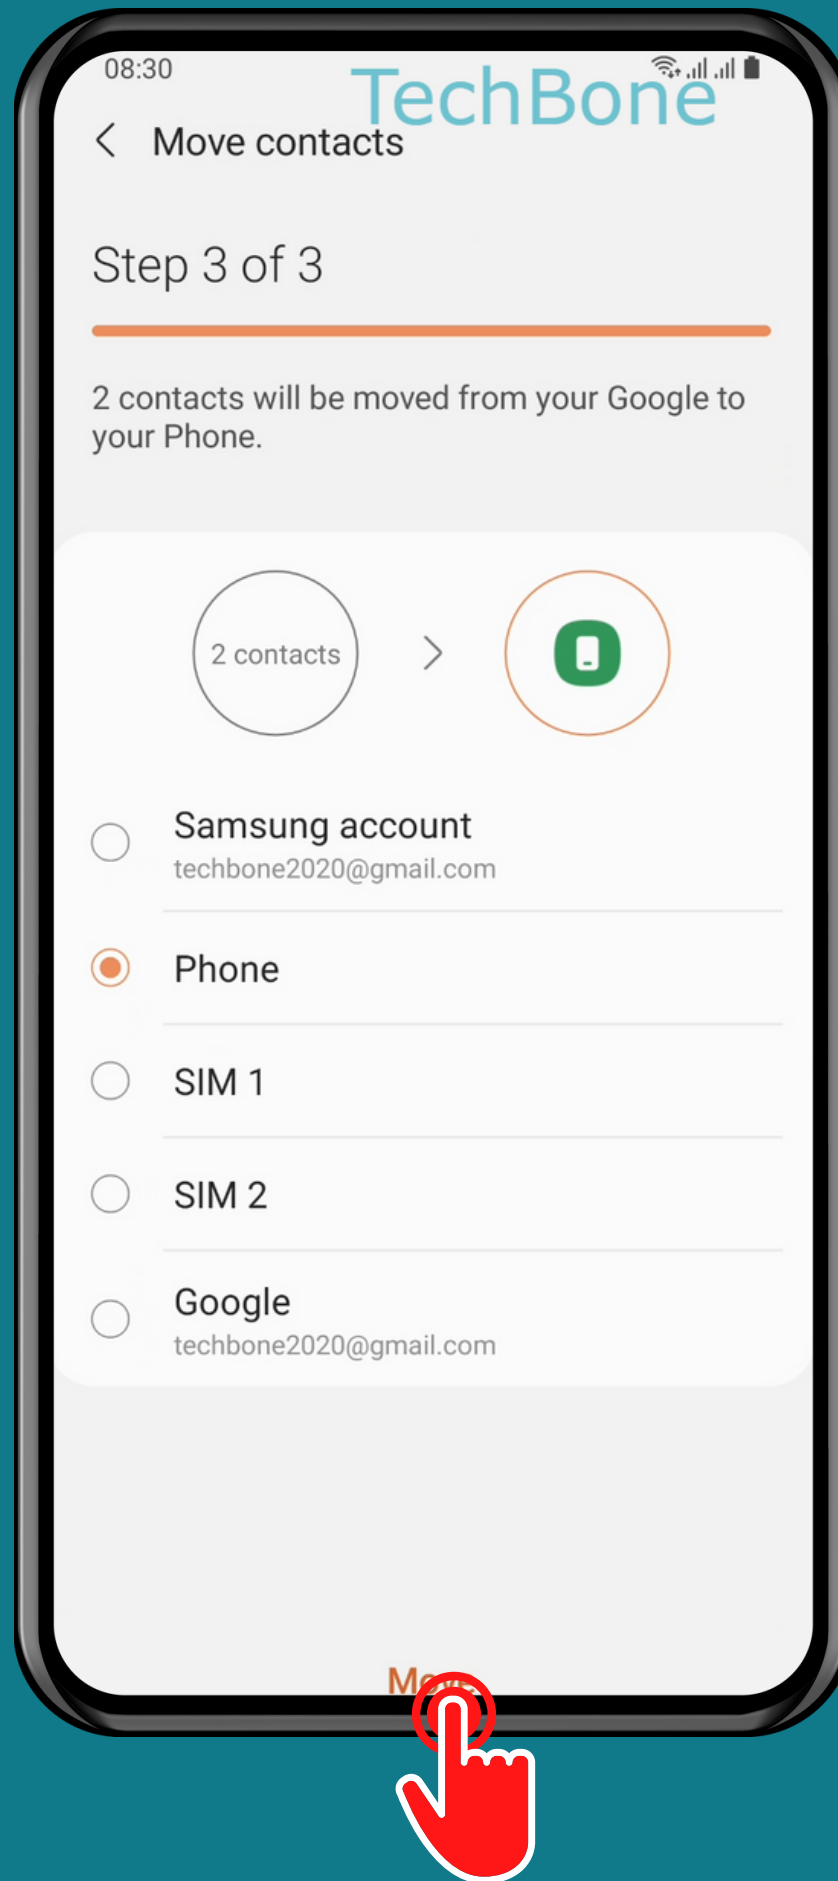 08:30
TechBone
Move contacts
Step 3 of 3
2 contacts will be moved from your Google to
your Phone.
2 contacts
Samsung account
techbone2020@gmail.com
Phone
SIM 1
SIM 2
Google
techbone2020@gmail.com
Move